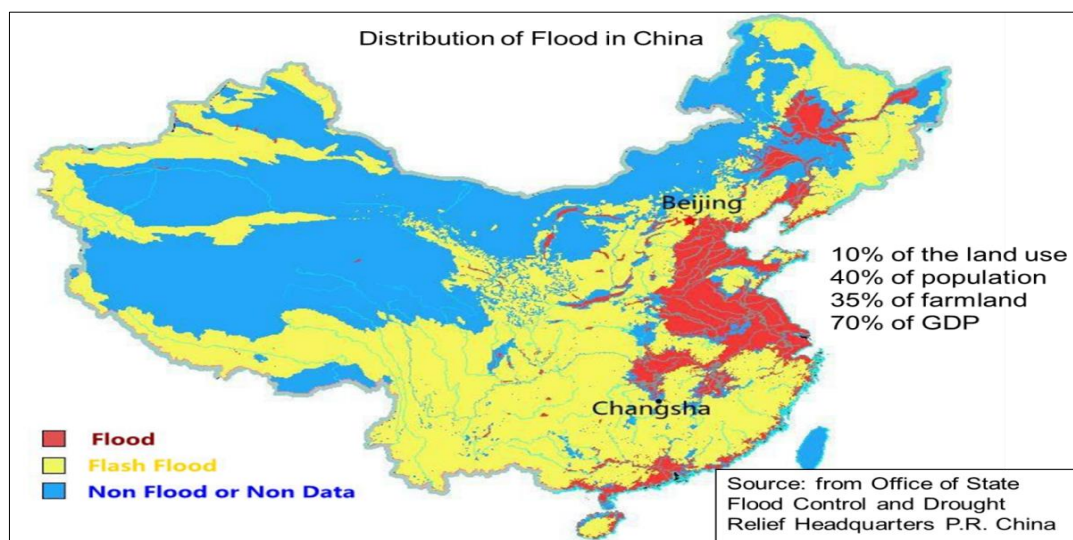 Distribution of Flood in China
Beijing
10% of the land use
40% of population
35% of farmland
70% of GDP
Changsha
Flood
Flash Flood
Non Flood or Non Data
Source: from Office of State
Flood Control and Drought
Relief Headquarters P.R. China